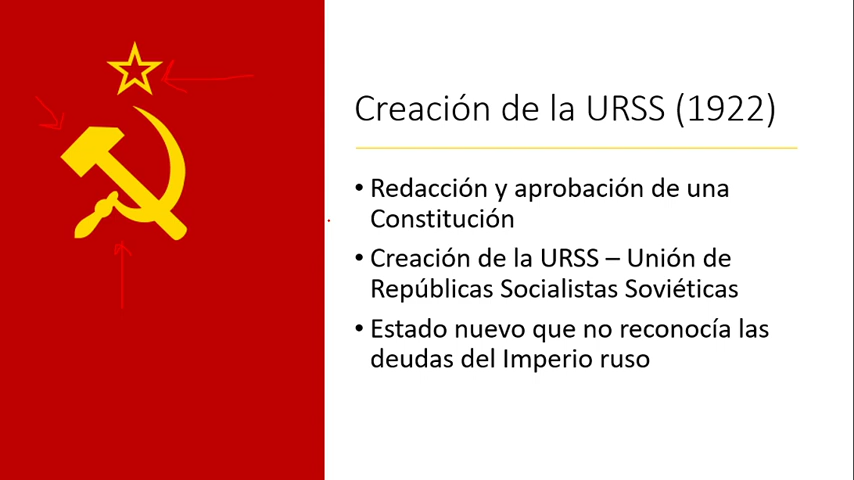 Creación de la URSS (1922)
• Redacción y aprobación de una
Constitución
• Creación de la URSS – Unión de
Repúblicas Socialistas Soviéticas
• Estado nuevo que no reconocía las
deudas del Imperio ruso